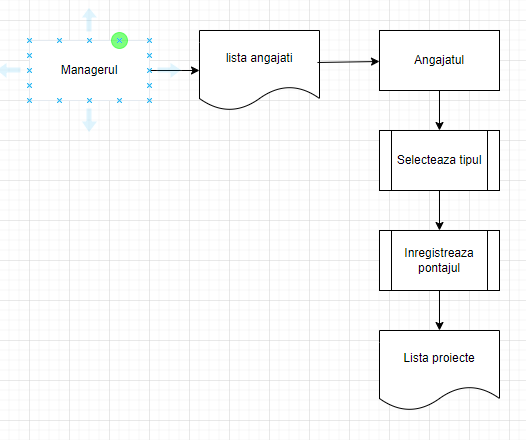 Managerul
lista angajati
Angajatul
Selecteaza tipul
Inregistreaza
pontajul
Lista proiecte